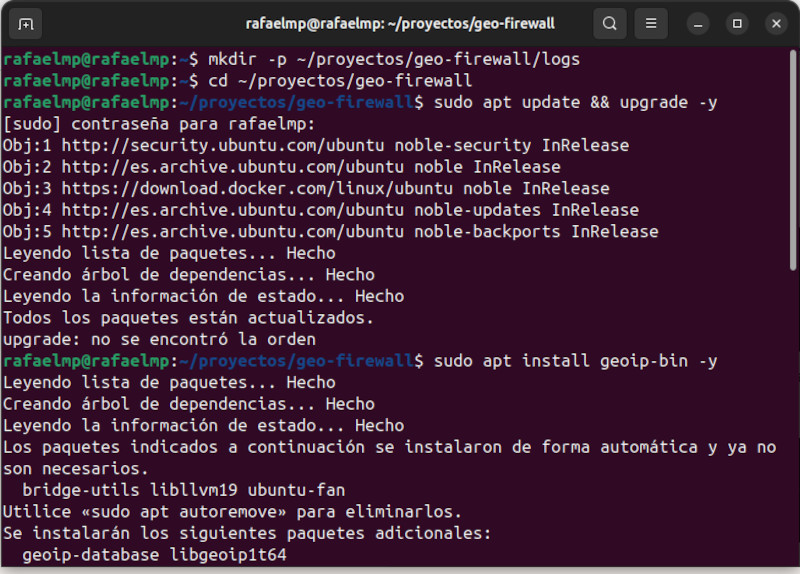 rafaelmp@rafaelmp: ~/proyectos/geo-firewall
rafaelmp@rafaelmp:~$ mkdir -p ~/proyectos/geo-firewall/logs
rafaelmp@rafaelmp:~$ cd ~/proyectos/geo-firewall
rafaelmp@rafaelmp:~/proyectos/geo-firewall$ sudo apt update && upgrade -y
[sudo] contraseña para rafaelmp:
Obj:1 http://security.ubuntu.com/ubuntu noble-security InRelease
Obj:2 http://es.archive.ubuntu.com/ubuntu noble InRelease
Obj:3 https://download.docker.com/linux/ubuntu noble InRelease
Obj:4 http://es.archive.ubuntu.com/ubuntu noble-updates InRelease
Obj:5 http://es.archive.ubuntu.com/ubuntu noble-backports InRelease
Leyendo lista de paquetes... Hecho
Creando árbol de dependencias... Hecho
Leyendo la información de estado... Hecho
Todos los paquetes están actualizados.
upgrade: no se encontró la orden
rafaelmp@rafaelmp:~/proyectos/geo-firewall$ sudo apt install geoip-bin -y
Leyendo lista de paquetes... Hecho
Creando árbol de dependencias... Hecho
Leyendo la información de estado... Hecho
Los paquetes indicados a continuación se instalaron de forma automática y ya no
son necesarios.
  bridge-utils libllvm19 ubuntu-fan
Utilice «sudo apt autoremove» para eliminarlos.
Se instalarán los siguientes paquetes adicionales:
  geoip-database libgeoip1t64